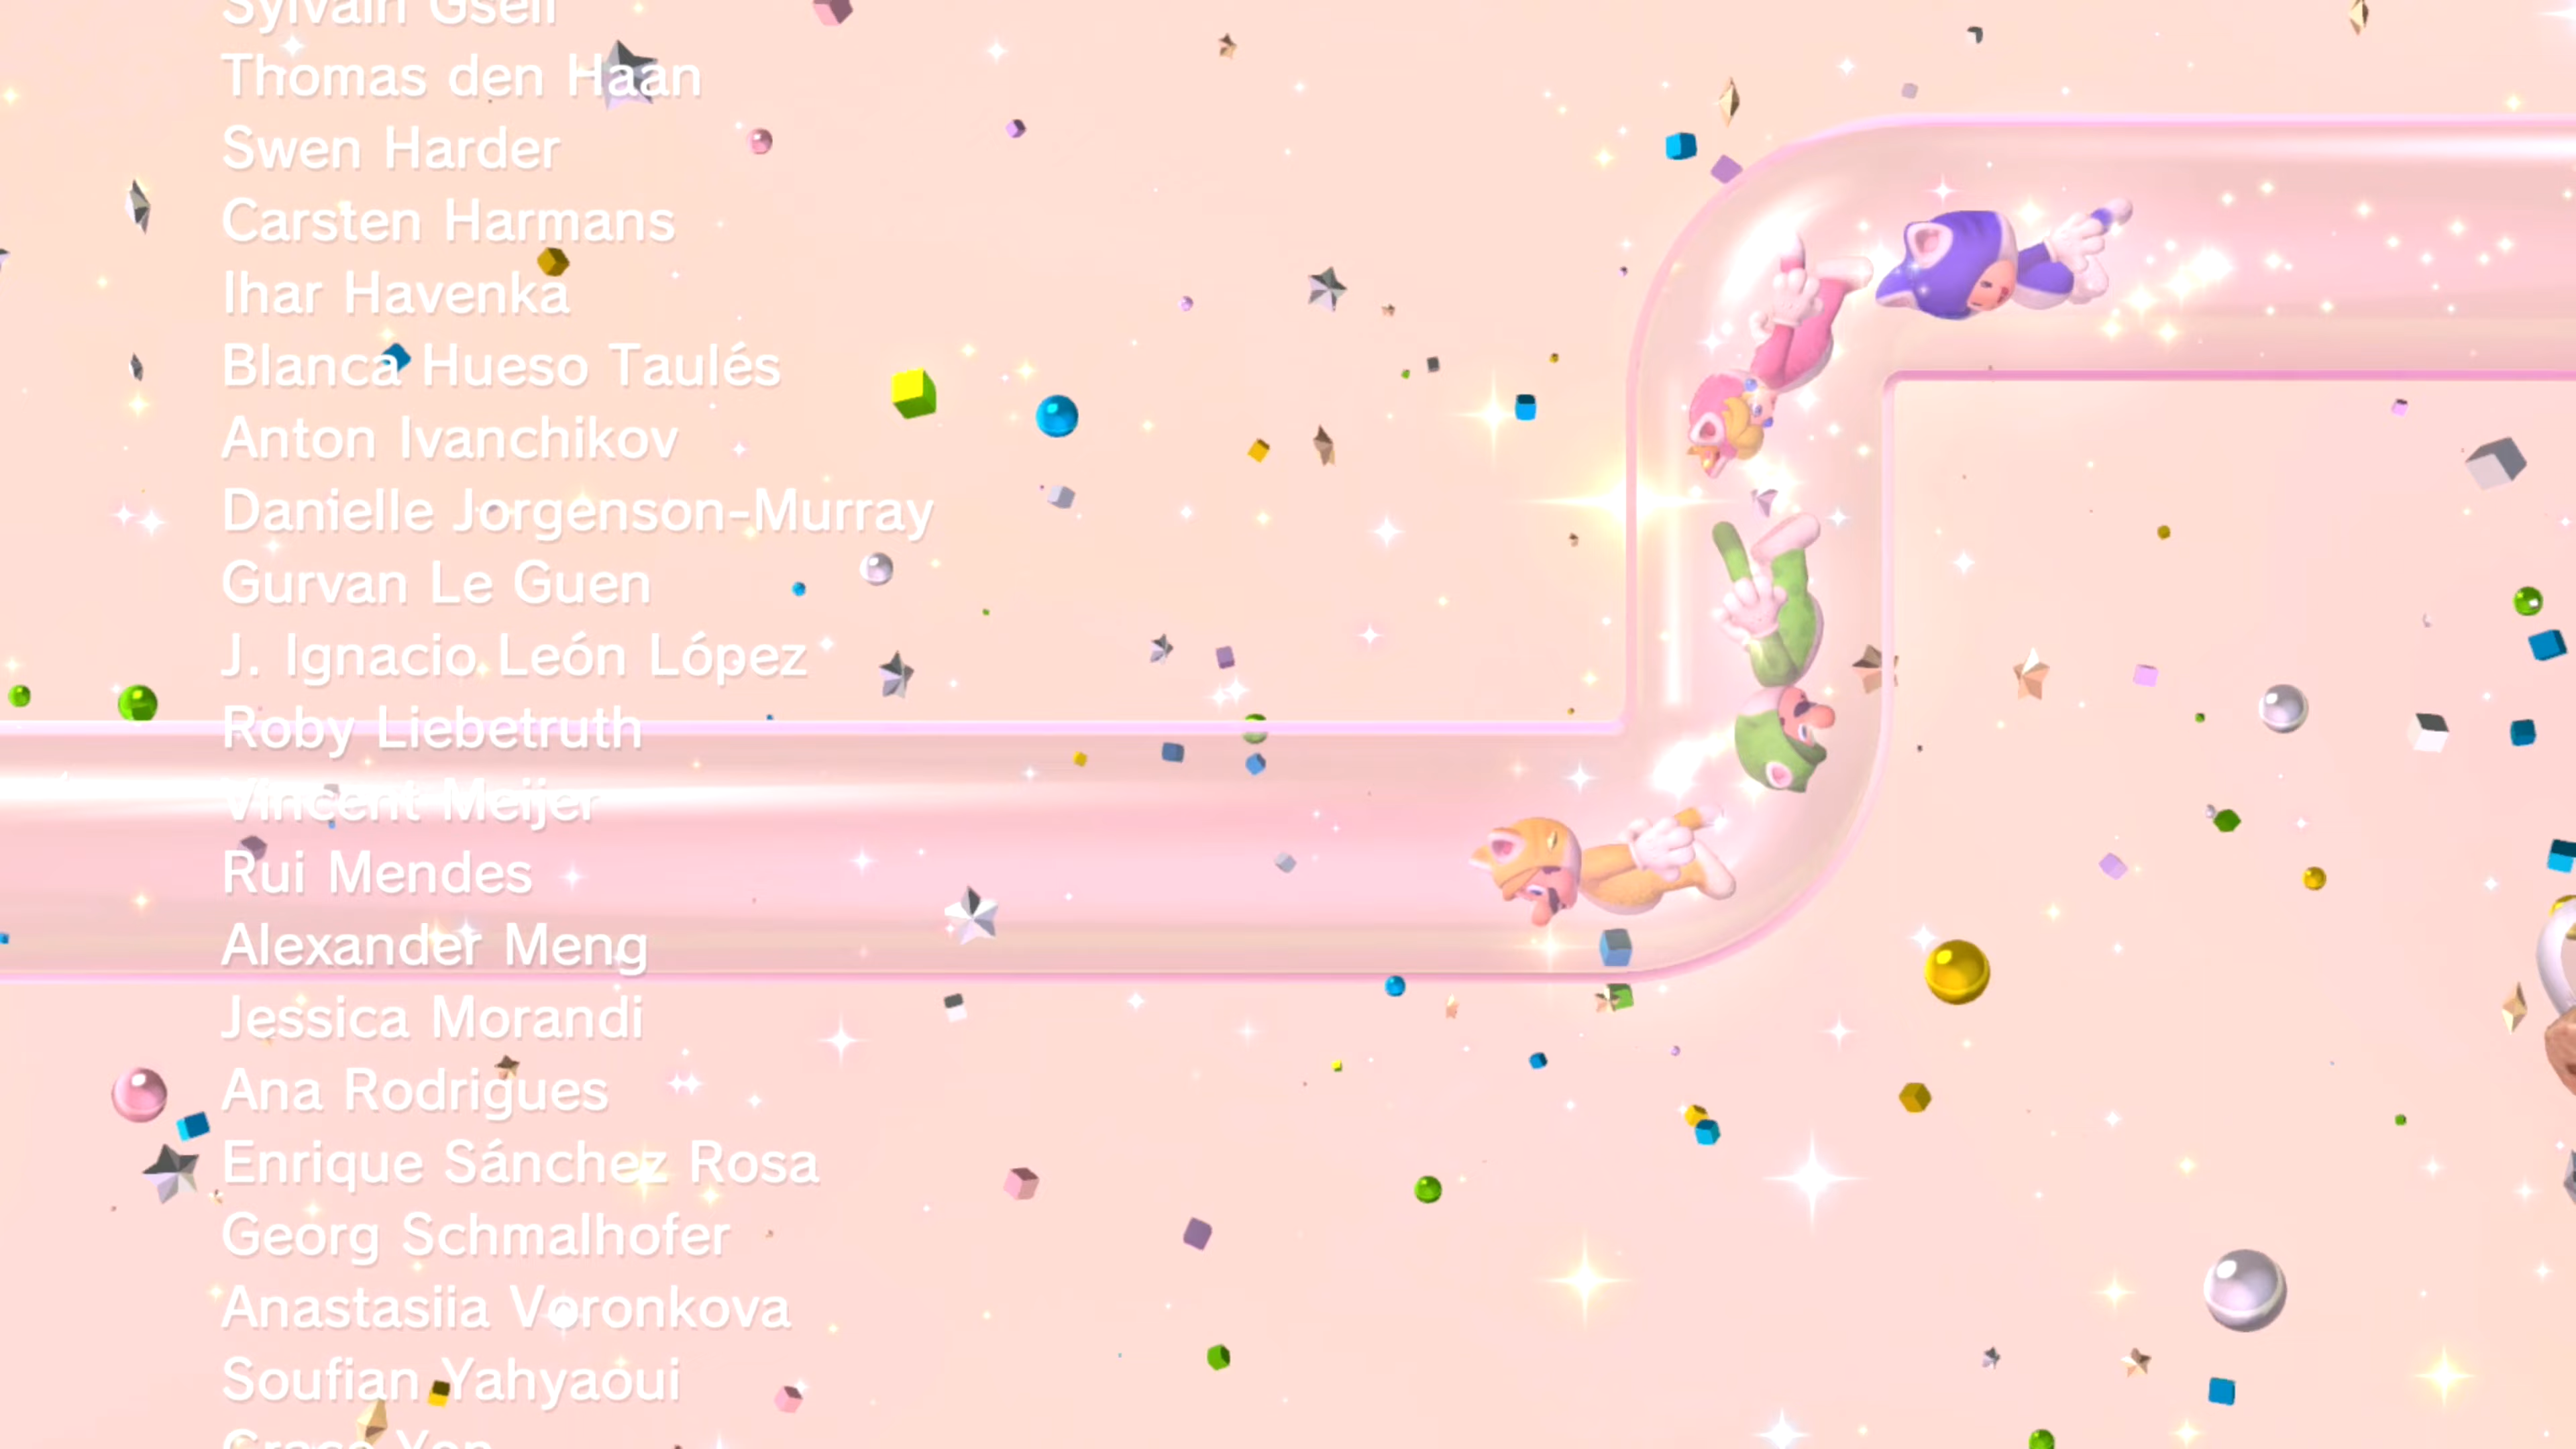 Sylvain Gsell
Thomas den Haan
Swen Harder
Carsten Harmans
Ihar Havenka
Blanca Hueso Taulés
Anton Ivanchikov
Danielle Jorgenson-Murray
Gurvan Le Guen
J. Ignacio León López
Roby Liebetruth
Vincent Meijer
Rui Mendes
Alexander Meng
Jessica Morandi
Ana Rodrigues
Enrique Sánchez Rosa
Georg Schmalhofer
Anastasiia Voronkova
Soufian Yahyaoui